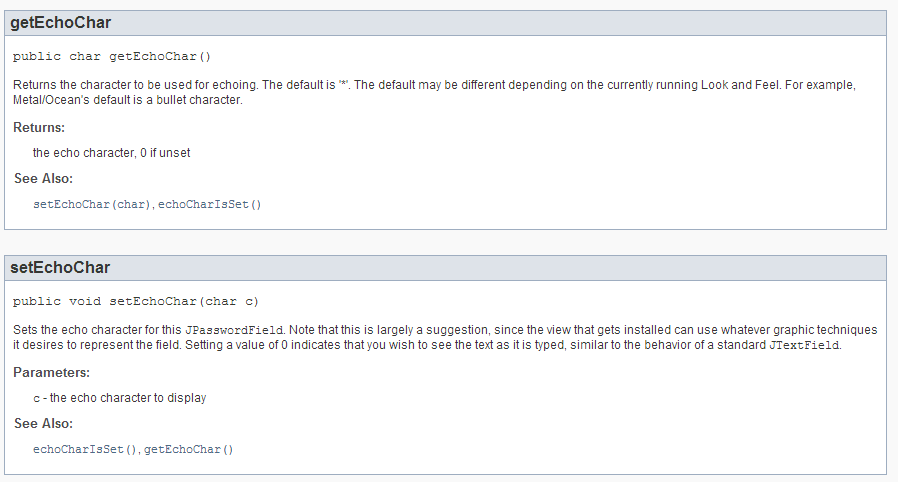 getEchoChar
public char getEchoChar()
Returns the character to be used for echoing. The default is '*'. The default may be different depending on the currently running Look and Feel. For example,
Metal/Ocean's default is a bullet character.
Returns:
the echo character, 0 if unset
See Also:
setEchoChar(char), echoCharIsSet()
setEchoChar
public void setEchoChar(char c)
Sets the echo character for this JPasswordField. Note that this is largely a suggestion, since the view that gets installed can use whatever graphic techniques
it desires to represent the field. Setting a value of 0 indicates that you wish to see the text as it is typed, similar to the behavior of a standard JTextField.
Parameters:
c - the echo character to display
See Also:
echoCharIsSet(), getEchoChar()